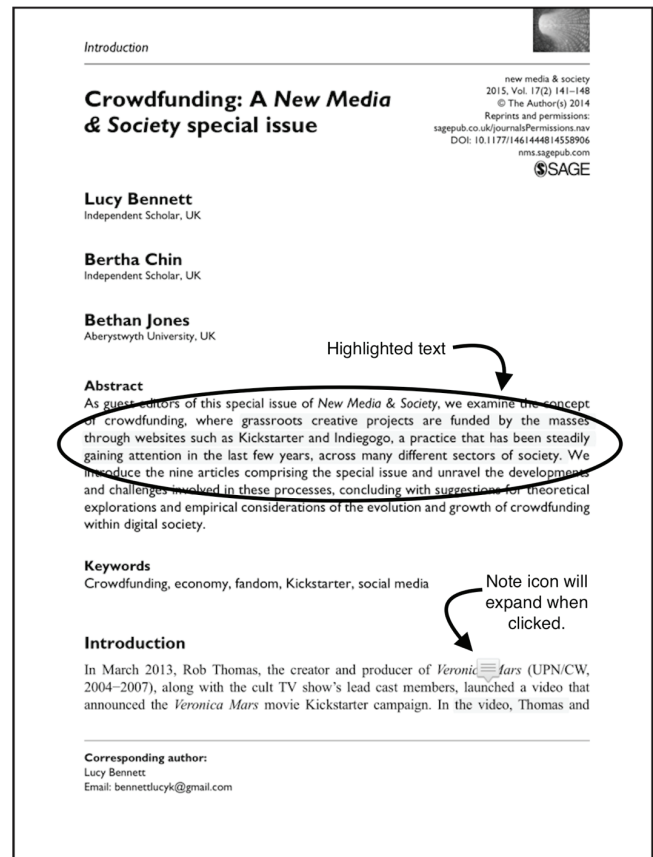 Introduction
new media & society
2015, Vol. 17(2) 141–148
© The Author(s) 2014
Reprints and permissions:
sagepub.co.uk/journalsPermissions.nav
DOI: 10.1177/1461444814558906
nms.sagepub.com
SAGE
Crowdfunding: A New Media
& Society special issue
Lucy Bennett
Independent Scholar, UK
Bertha Chin
Independent Scholar, UK
Bethan Jones
Aberystwyth University, UK
Highlighted text
Abstract
As guest editors of this special issue of New Media & Society, we examine the concept
of crowdfunding, where grassroots creative projects are funded by the masses
through websites such as Kickstarter and Indiegogo, a practice that has been steadily
gaining attention in the last few years, across many different sectors of society. We
introduce the nine articles comprising the special issue and unravel the developments
and challenges involved in these processes, concluding with suggestions for theoretical
explorations and empirical considerations of the evolution and growth of crowdfunding
within digital society.
Keywords
Crowdfunding, economy, fandom, Kickstarter, social media
Note icon will
expand when
clicked.
Introduction
In March 2013, Rob Thomas, the creator and producer of Veronica Mars (UPN/CW,
2004–2007), along with the cult TV show's lead cast members, launched a video that
announced the Veronica Mars movie Kickstarter campaign. In the video, Thomas and
Corresponding author:
Lucy Bennett
Email: bennettlucyk@gmail.com